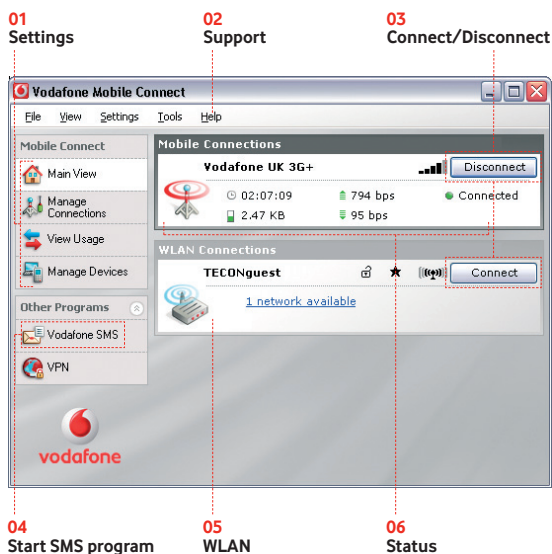 01
Settings
02
Support
03
Connect/Disconnect
Vodafone Mobile Connect
File View Settings Tools Help
Mobile Connect
Main View
Manage
Connections
View Usage
Manage Devices
Other Programs
Vodafone SMS
VPN
vodafone
Mobile Connections
Vodafone UK 3G+
Disconnect
02:07:09
794 bps
Connected
2.47 KB
95 bps
WLAN Connections
TECONguest
Connect
1 network available
04
Start SMS program
05
WLAN
06
Status